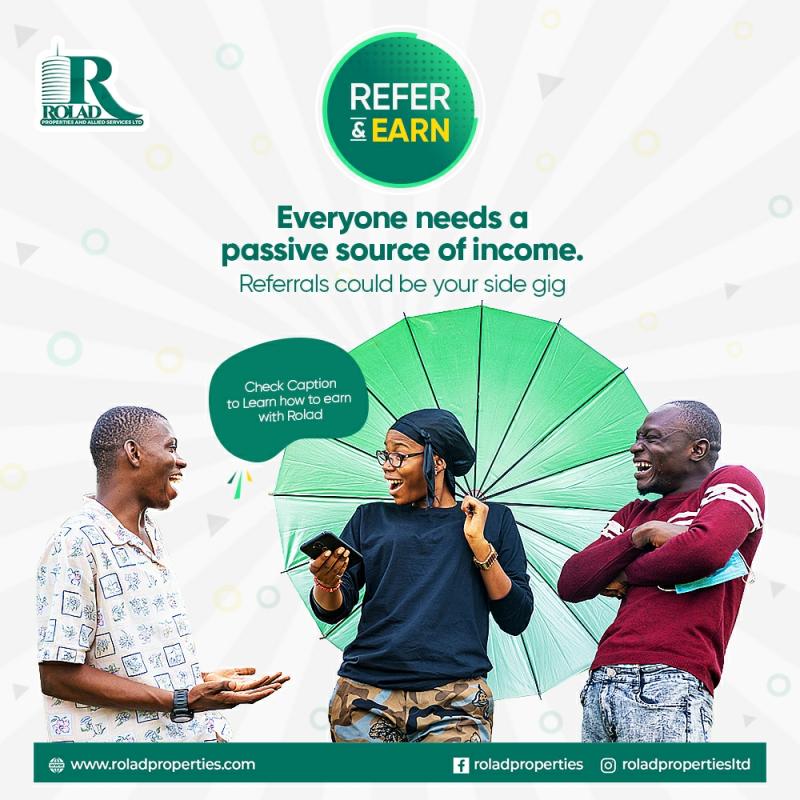 ROLAD
PROPERTIES AND ALLIED SERVICES LTD
REFER
& EARN
Everyone needs a
passive source of income.
Referrals could be your side gig
Check Caption
to Learn how to earn
with Rolad
www.roladproperties.com
roladproperties
roladpropertiesltd